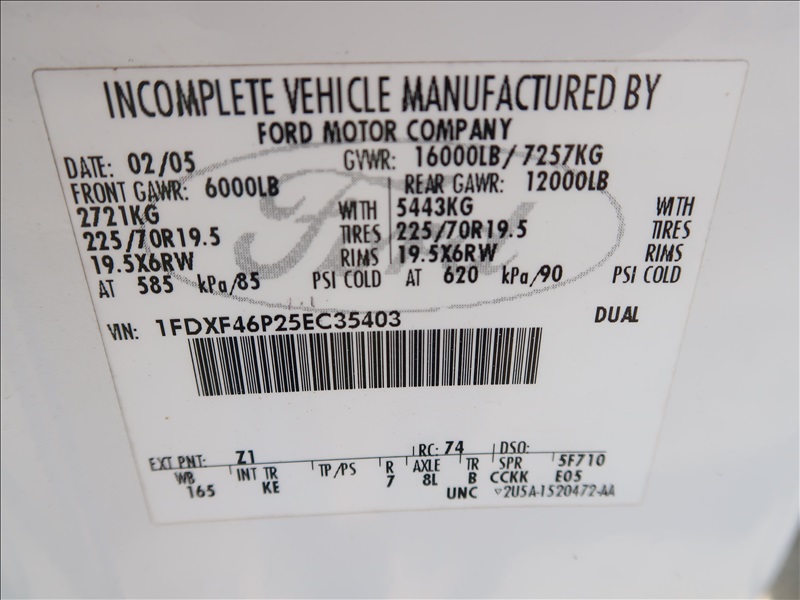 INCOMPLETE VEHICLE MANUFACTURED BY
FORD MOTOR COMPANY
DATE: 02/05 GVWR: 16000LB/ 7257KG
FRONT GAWR: 6000LB REAR GAWR: 12000LB
2721KG WITH 5443KG WITH
225/70R19.5 TIRES 225/70R19.5 TIRES
19.5X6RW RIMS 19.5X6RW RIMS
AT 585 kPa/85 PSI COLD AT 620 kPa/90 PSI COLD
VIN: 1FDXF46P25EC35403 DUAL
Ford
EXT PNT: Z1 RC: 74 DSO:
WB INT TR TP/PS R AXLE TR SPR 5F710
165 KE 7 8L B CCKK E05
UNC 2U5A-1520472-AA